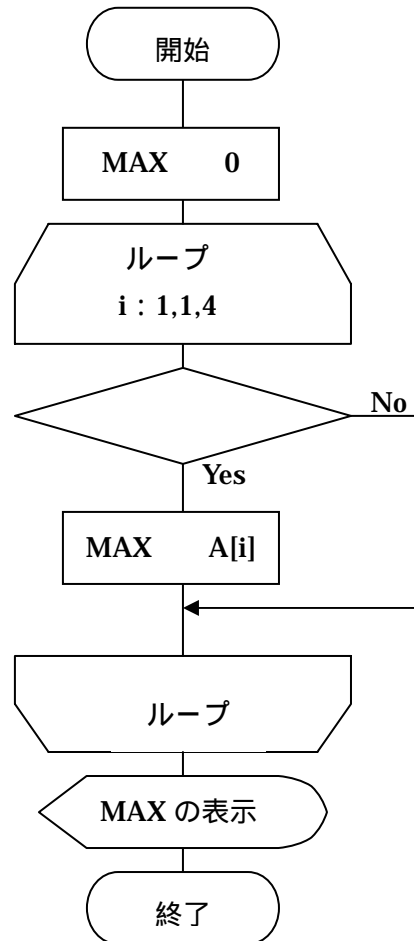 開始
MAX 0
ループ
i：1,1,4
No
Yes
MAX A[i]
ループ
MAX の表示
終了